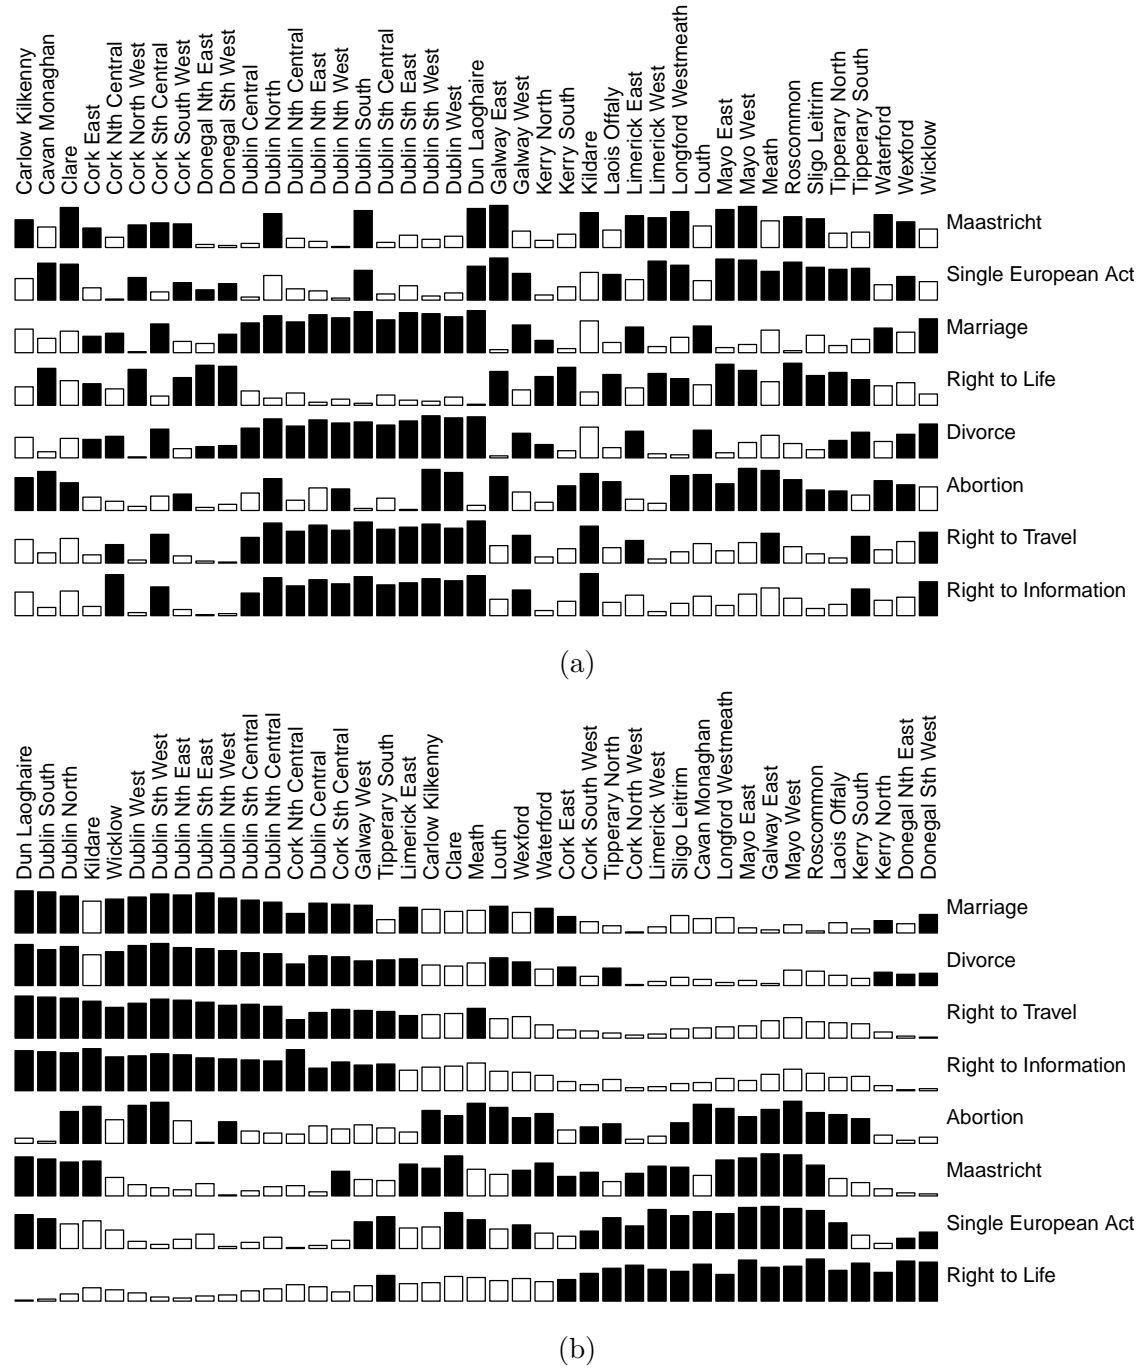 Carlow Kilkenny
Cavan Monaghan
Clare
Cork East
Cork Nth Central
Cork North West
Cork Sth Central
Cork South West
Donegal Nth East
Donegal Sth West
Dublin Central
Dublin North
Dublin Nth Central
Dublin Nth East
Dublin Nth West
Dublin South
Dublin Sth Central
Dublin Sth East
Dublin Sth West
Dublin West
Dun Laoghaire
Galway East
Galway West
Kerry North
Kerry South
Kildare
Laois Offaly
Limerick East
Limerick West
Longford Westmeath
Louth
Mayo East
Mayo West
Meath
Roscommon
Sligo Leitrim
Tipperary North
Tipperary South
Waterford
Wexford
Wicklow
Maastricht
Single European Act
Marriage
Right to Life
Divorce
Abortion
Right to Travel
Right to Information
(a)
Dun Laoghaire
Dublin South
Dublin North
Kildare
Wicklow
Dublin West
Dublin Sth West
Dublin Nth East
Dublin Sth East
Dublin Nth West
Dublin Sth Central
Dublin Nth Central
Cork Nth Central
Dublin Central
Cork Sth Central
Galway West
Tipperary South
Limerick East
Carlow Kilkenny
Clare
Meath
Louth
Wexford
Waterford
Cork East
Cork South West
Tipperary North
Cork North West
Limerick West
Sligo Leitrim
Cavan Monaghan
Longford Westmeath
Mayo East
Galway East
Mayo West
Roscommon
Laois Offaly
Kerry South
Kerry North
Donegal Nth East
Donegal Sth West
Marriage
Divorce
Right to Travel
Right to Information
Abortion
Maastricht
Single European Act
Right to Life
(b)